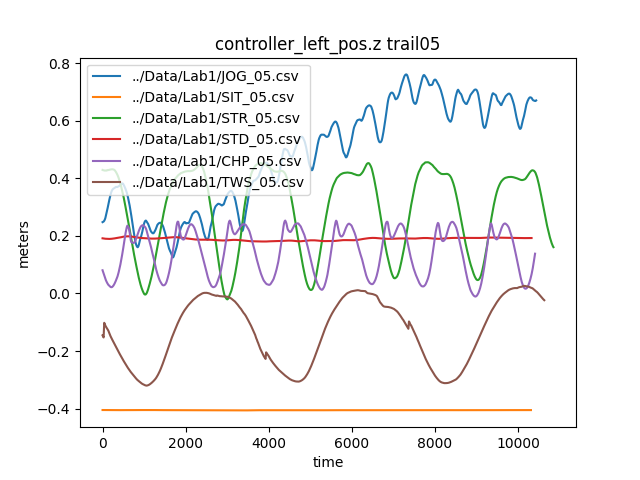 controller_left_pos.z trail05
0.8
0.6
0.4
0.2
0.0
−0.2
−0.4
meters
../Data/Lab1/JOG_05.csv
../Data/Lab1/SIT_05.csv
../Data/Lab1/STR_05.csv
../Data/Lab1/STD_05.csv
../Data/Lab1/CHP_05.csv
../Data/Lab1/TWS_05.csv
0 2000 4000 6000 8000 10000
time